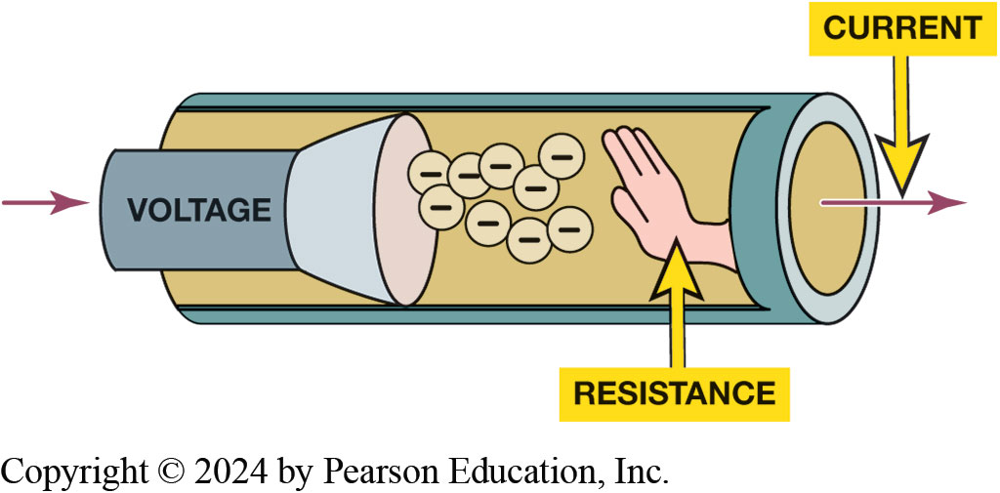 CURRENT
VOLTAGE
RESISTANCE
Copyright © 2024 by Pearson Education, Inc.